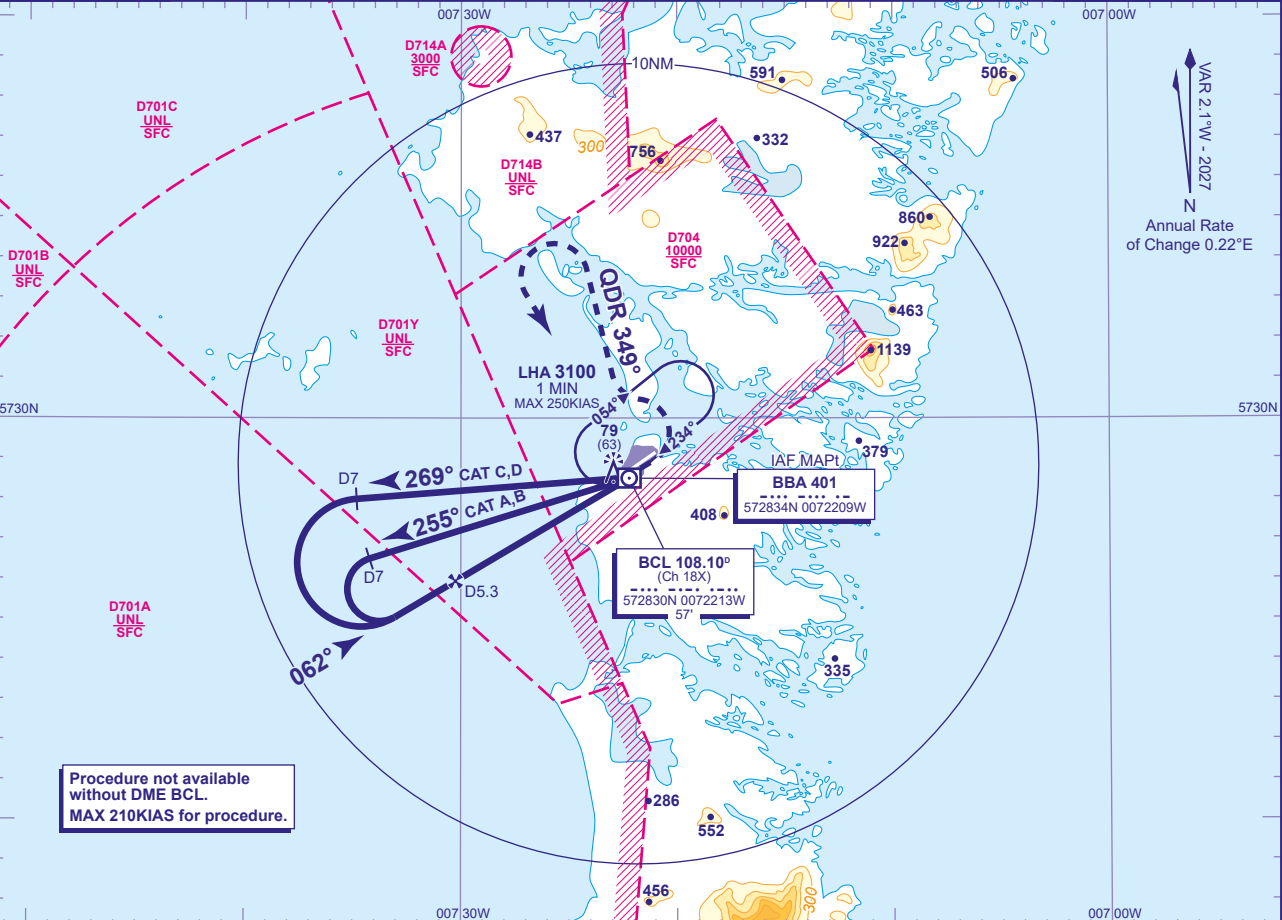 007 30W
007 00W
D714A
3000
SFC
10NM
591
506
VAR 2.1°W - 2027
N
Annual Rate
of Change 0.22°E
D701C
UNL
SFC
437
300
756
332
D714B
UNL
SFC
860
922
D704
10000
SFC
D701B
UNL
SFC
QDR 349°
463
D701Y
UNL
SFC
1139
LHA 3100
1 MIN
MAX 250KIAS
054°
5730N
5730N
79
(63)
234°
379
IAF MAPt
BBA 401
–··· –··· ·–
572834N 0072209W
D7
269° CAT C,D
255° CAT A,B
408
D7
D5.3
BCL 108.10ᴰ
(Ch 18X)
–··· –·–· ·–··
572830N 0072213W
57'
D701A
UNL
SFC
062°
335
Procedure not available
without DME BCL.
MAX 210KIAS for procedure.
286
552
456
300
007 30W
007 00W